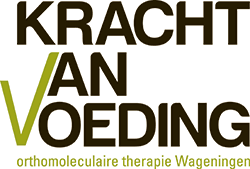 KRACHT
VAN
VOEDING
orthomoleculaire therapie Wageningen